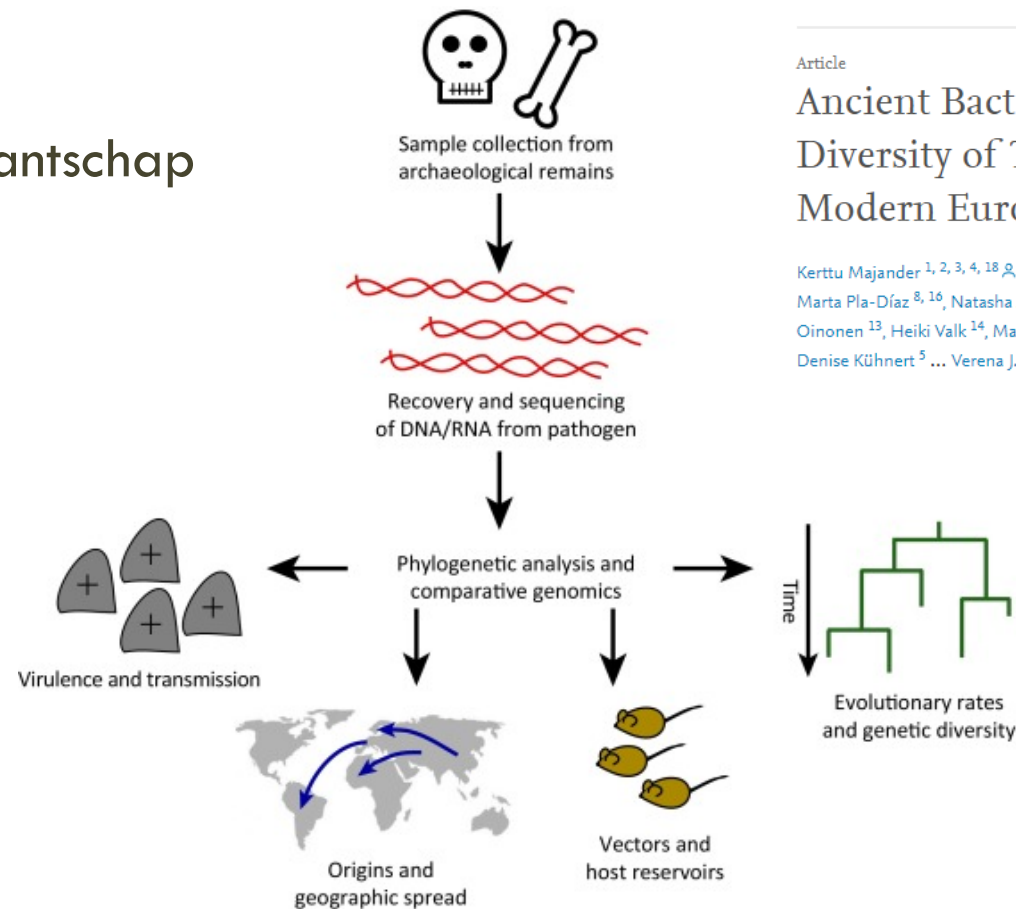 antschap
Sample collection from
archaeological remains
Recovery and sequencing
of DNA/RNA from pathogen
Phylogenetic analysis and
comparative genomics
Virulence and transmission
Origins and
geographic spread
Vectors and
host reservoirs
Time
Evolutionary rates
and genetic diversity
Article
Ancient Bact
Diversity of T
Modern Euro
Kerttu Majander 1, 2, 3, 4, 18
Marta Pla-Díaz 8, 16, Natasha
Oinonen 13, Heiki Valk 14, Ma
Denise Kühnert 5 ... Verena J.